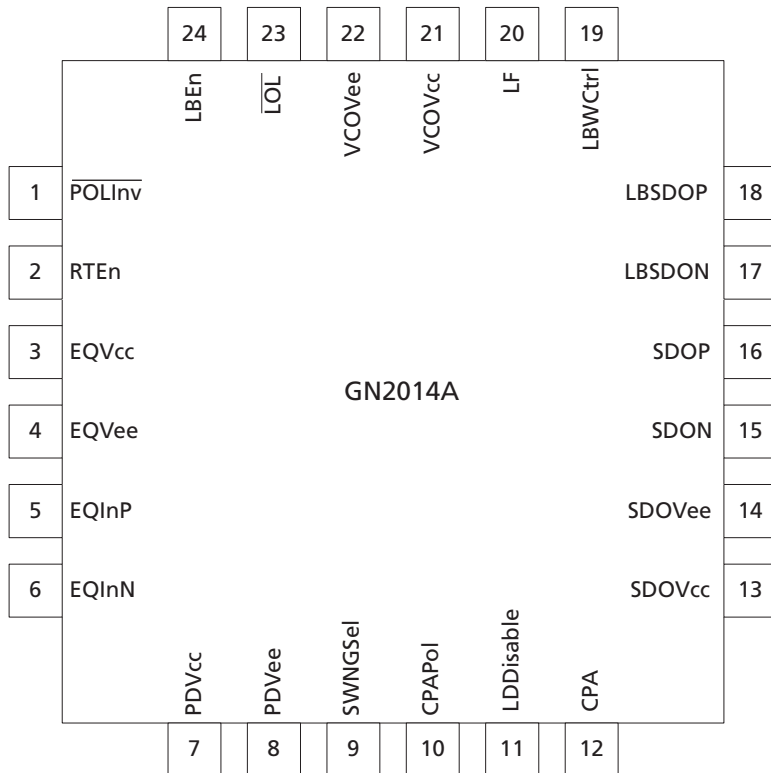 24 23 22 21 20 19
LBEn L̅O̅L̅ VCOVee VCOVcc LF LBWCtrl
1 P̅O̅L̅I̅n̅v̅ LBSDOP 18
2 RTEn LBSDON 17
3 EQVcc SDOP 16
GN2014A
4 EQVee SDON 15
5 EQInP SDOVee 14
6 EQInN SDOVcc 13
PDVcc PDVee SWNGSel CPAPol LDDisable CPA
7 8 9 10 11 12